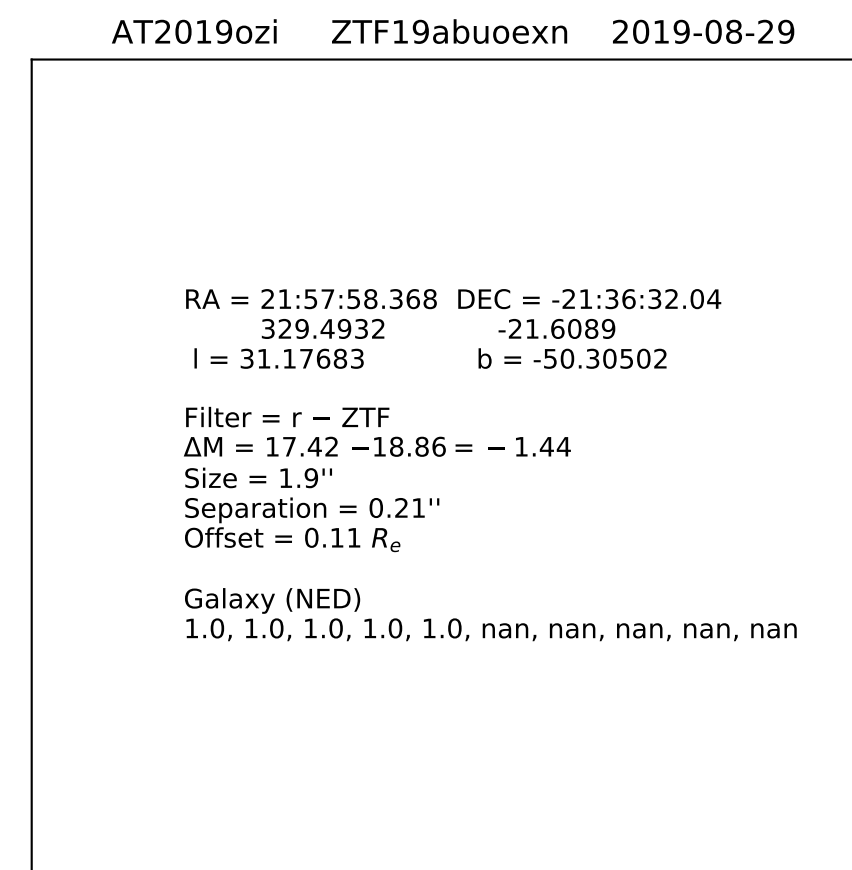 AT2019ozi ZTF19abuoexn 2019-08-29
RA = 21:57:58.368 DEC = -21:36:32.04
329.4932 -21.6089
l = 31.17683 b = -50.30502
Filter = r − ZTF
ΔM = 17.42 −18.86 = − 1.44
Size = 1.9''
Separation = 0.21''
Offset = 0.11 Rₑ
Galaxy (NED)
1.0, 1.0, 1.0, 1.0, 1.0, nan, nan, nan, nan, nan